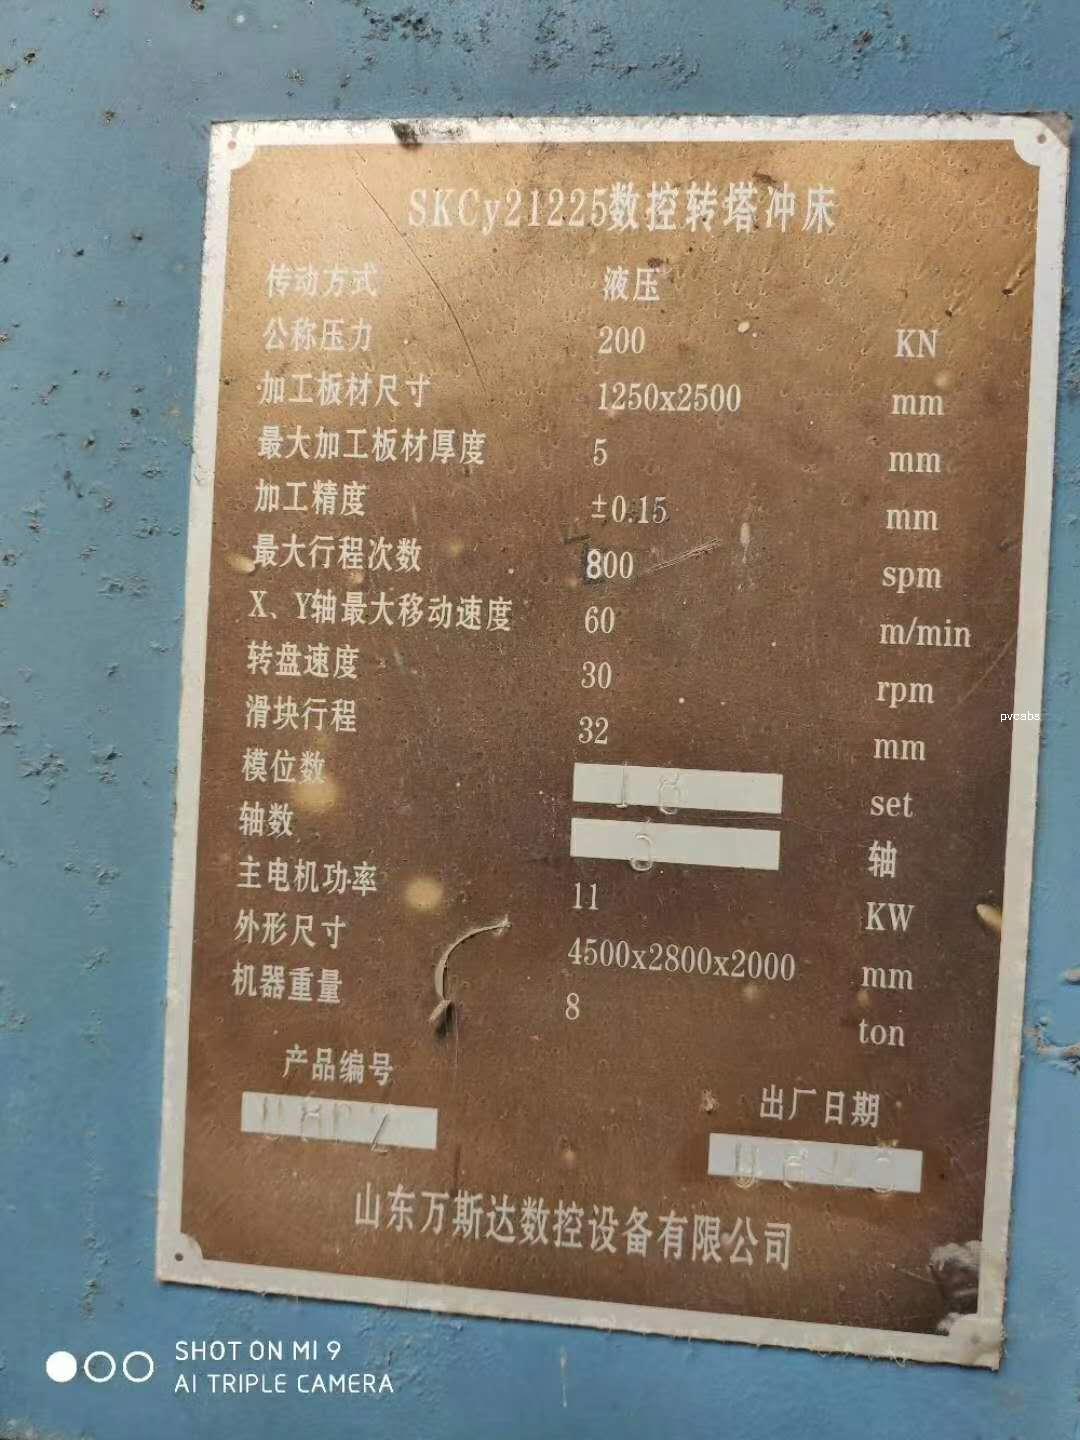 SKCy21225数控转塔冲床
传动方式 液压
公称压力 200 KN
加工板材尺寸 1250x2500 mm
最大加工板材厚度 5 mm
加工精度 ±0.15 mm
最大行程次数 800 spm
X、Y轴最大移动速度 60 m/min
转盘速度 30 rpm
滑块行程 32 mm
模位数 set
轴数 轴
主电机功率 11 KW
外形尺寸 4500x2800x2000 mm
机器重量 8 ton
产品编号
出厂日期
山东万斯达数控设备有限公司
pvcabs
SHOT ON MI 9
AI TRIPLE CAMERA